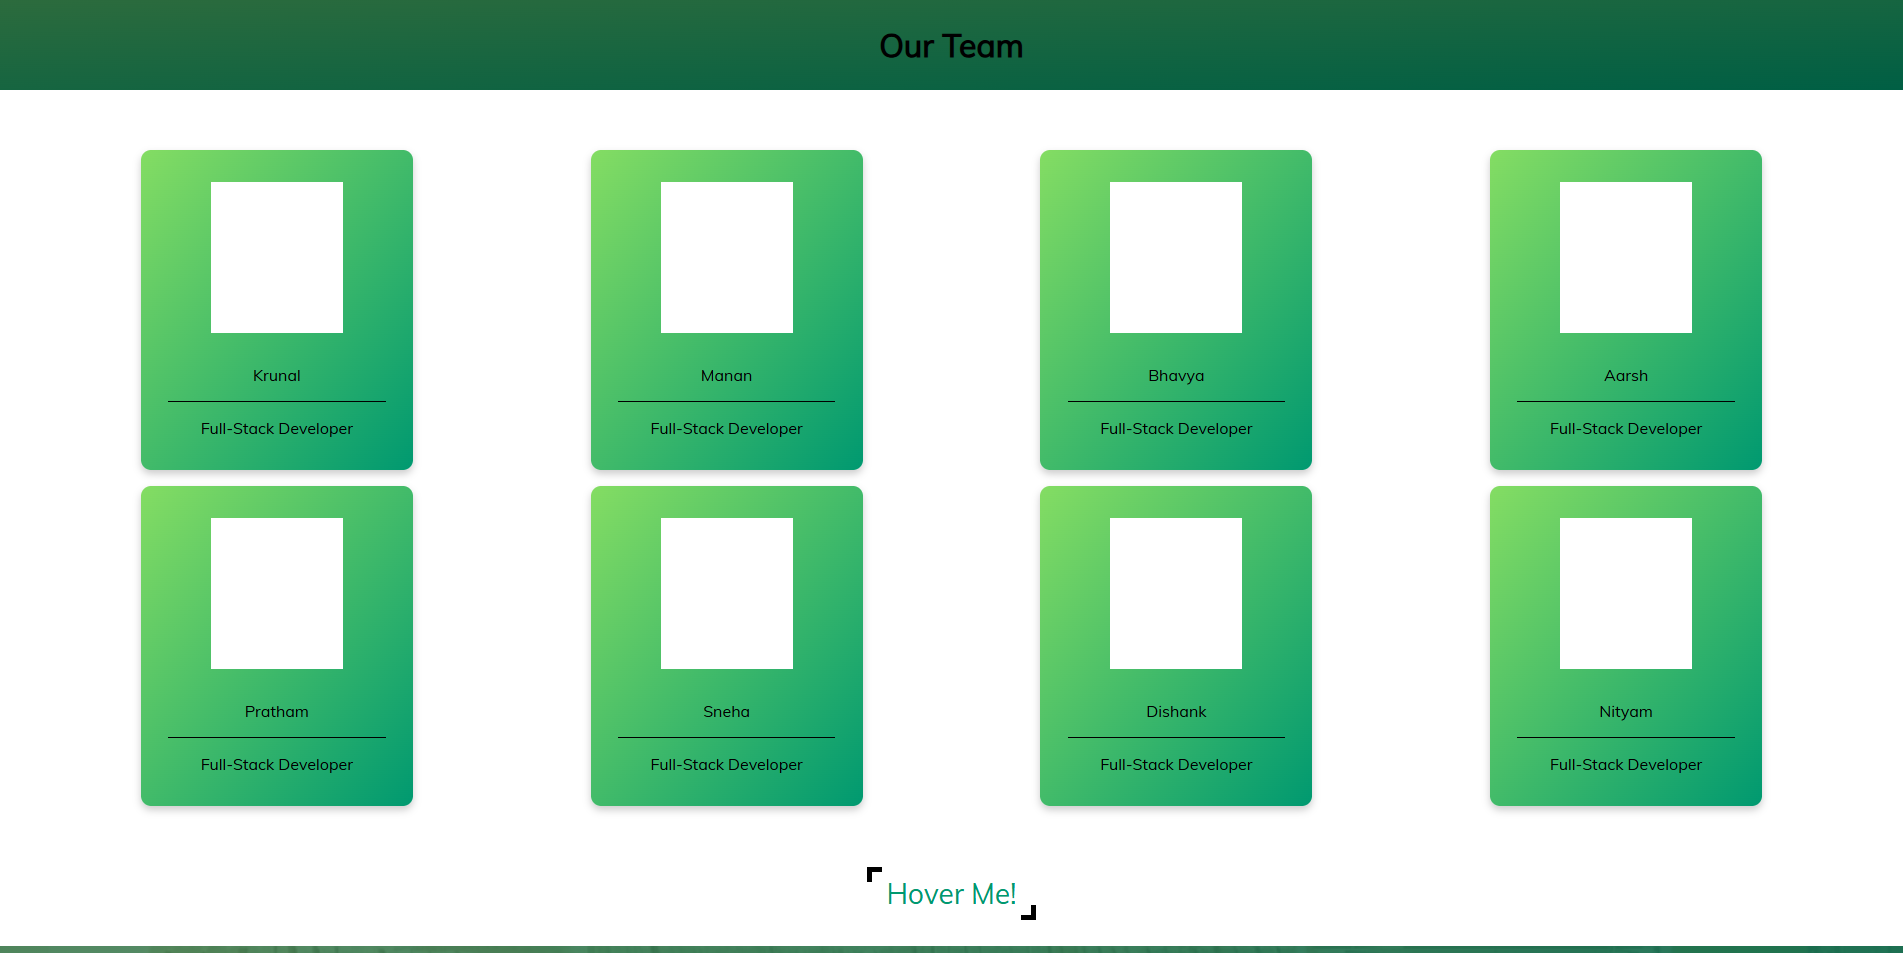 Our Team
Krunal
Full-Stack Developer
Manan
Full-Stack Developer
Bhavya
Full-Stack Developer
Aarsh
Full-Stack Developer
Pratham
Full-Stack Developer
Sneha
Full-Stack Developer
Dishank
Full-Stack Developer
Nityam
Full-Stack Developer
Hover Me!